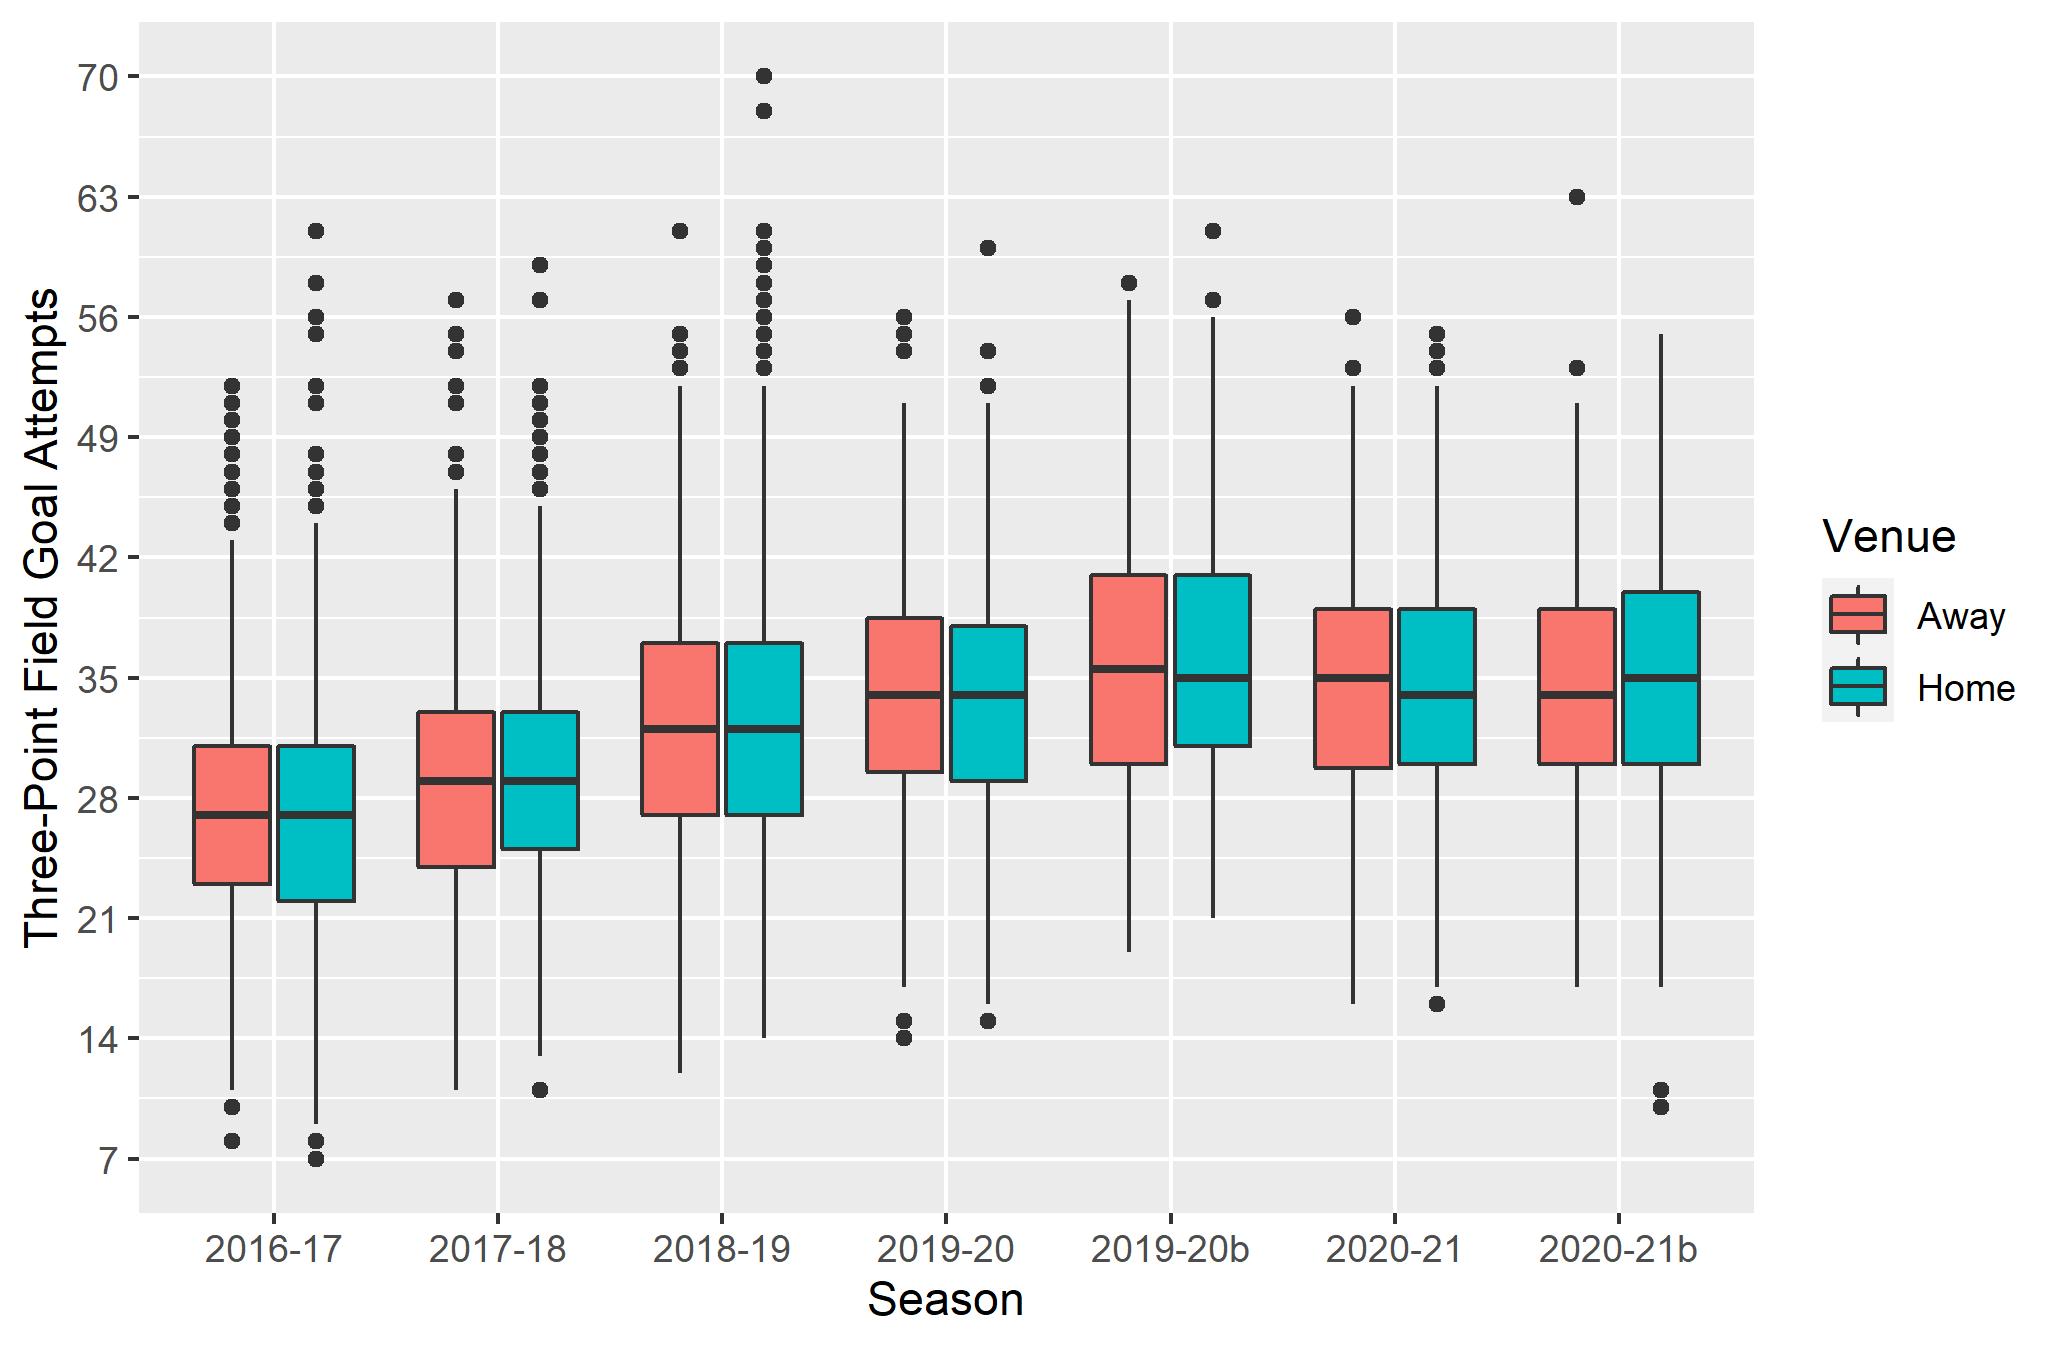 Three-Point Field Goal Attempts
70
63
56
49
42
35
28
21
14
7
2016-17
2017-18
2018-19
2019-20
2019-20b
2020-21
2020-21b
Season
Venue
Away
Home